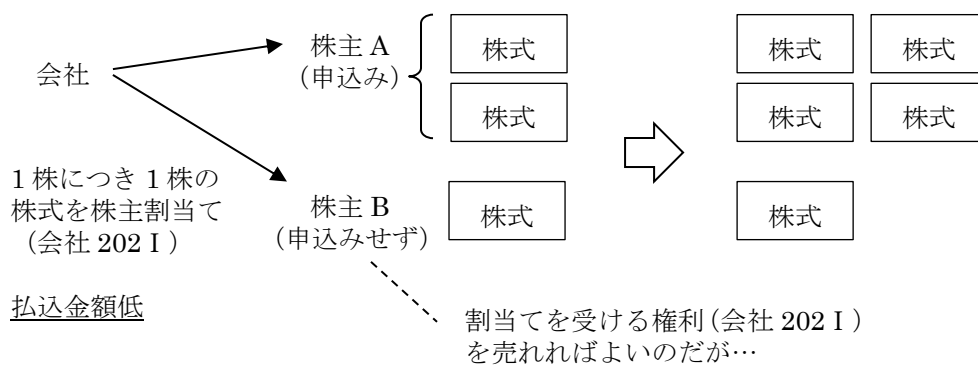 会社
株主 A
（申込み）
株式
株式
株式 株式
株式 株式
1 株につき 1 株の
株式を株主割当て
（会社 202Ⅰ）
払込金額低
株主 B
（申込みせず）
株式
株式
割当てを受ける権利（会社 202Ⅰ）
を売れればよいのだが…